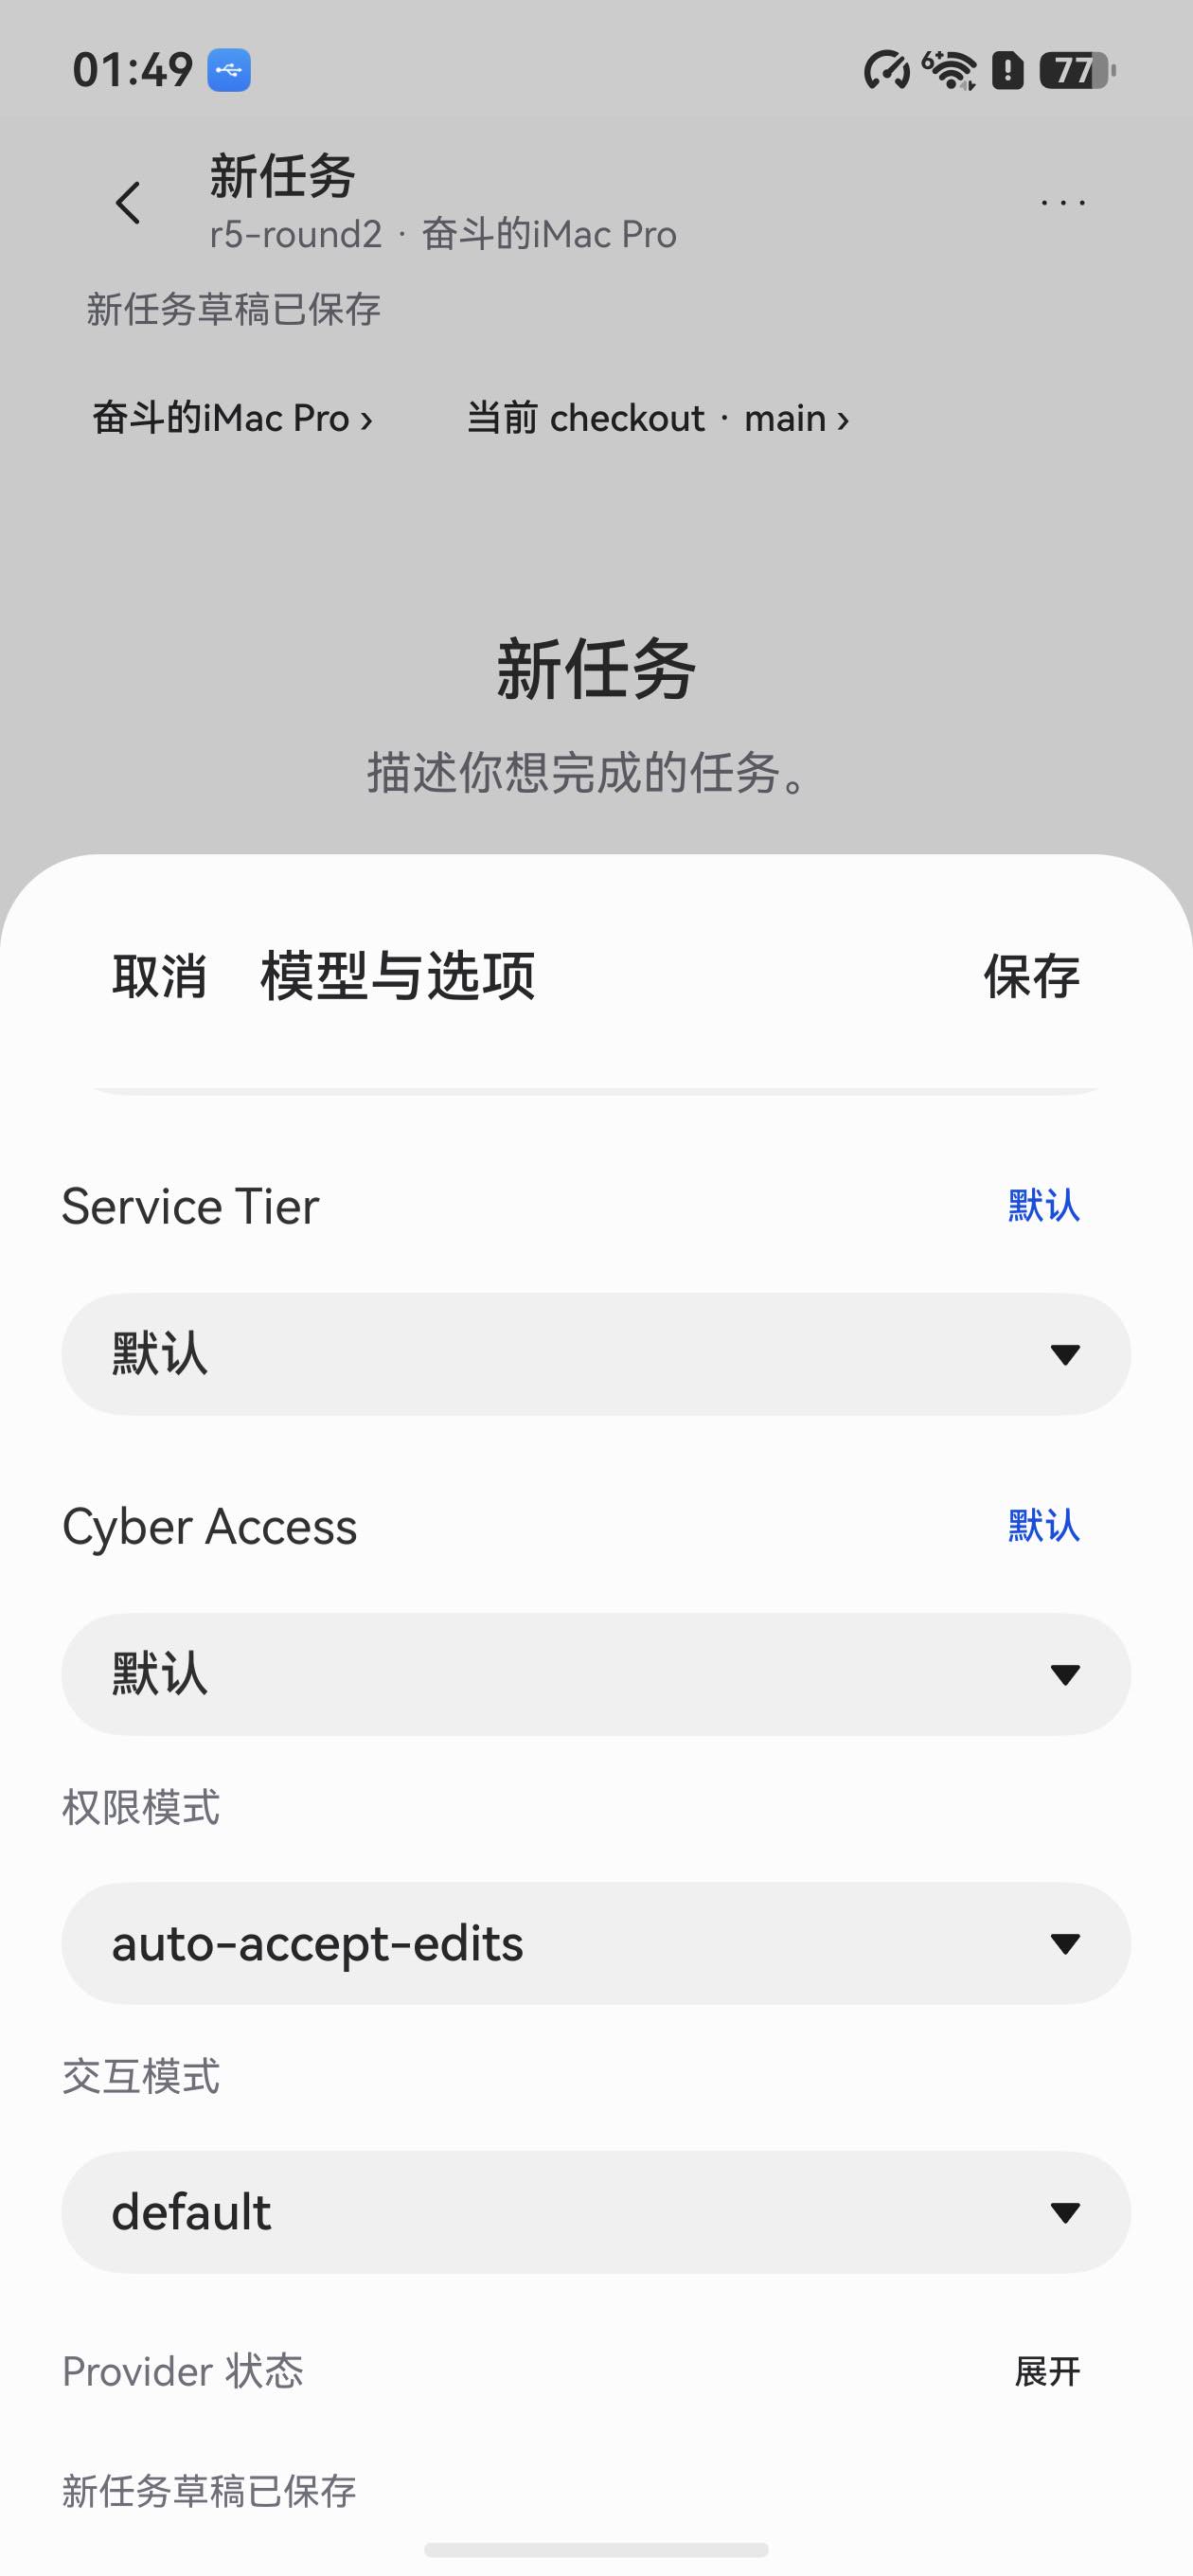 01:49
6+
77
新任务
r5-round2 · 奋斗的iMac Pro
新任务草稿已保存
奋斗的iMac Pro › 当前 checkout · main ›
新任务
描述你想完成的任务。
取消 模型与选项 保存
Service Tier 默认
默认
Cyber Access 默认
默认
权限模式
auto-accept-edits
交互模式
default
Provider 状态 展开
新任务草稿已保存